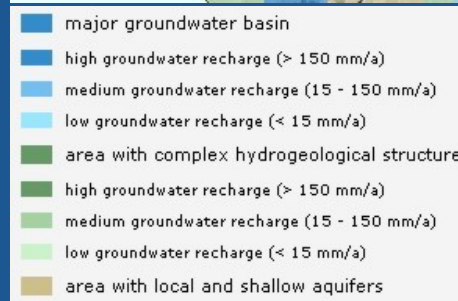 major groundwater basin
high groundwater recharge (> 150 mm/a)
medium groundwater recharge (15 - 150 mm/a)
low groundwater recharge (< 15 mm/a)
area with complex hydrogeological structure
high groundwater recharge (> 150 mm/a)
medium groundwater recharge (15 - 150 mm/a)
low groundwater recharge (< 15 mm/a)
area with local and shallow aquifers